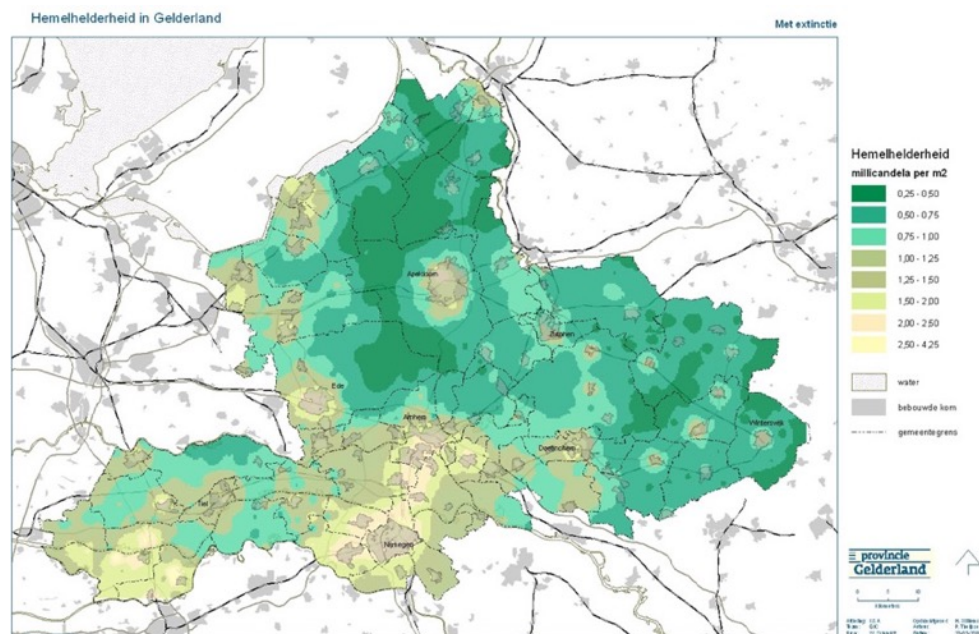 Hemelhelderheid in Gelderland
Met extinctie
Hemelhelderheid
millicandela per m2
0,25 - 0,50
0,50 - 0,75
0,75 - 1,00
1,00 - 1,25
1,25 - 1,50
1,50 - 2,00
2,00 - 2,50
2,50 - 4,25
water
bebouwde kom
gemeentegrens
Apeldoorn
Zutphen
Ede
Arnhem
Winterswijk
Doetinchem
Tiel
Nijmegen
provincie
Gelderland
Kilometers